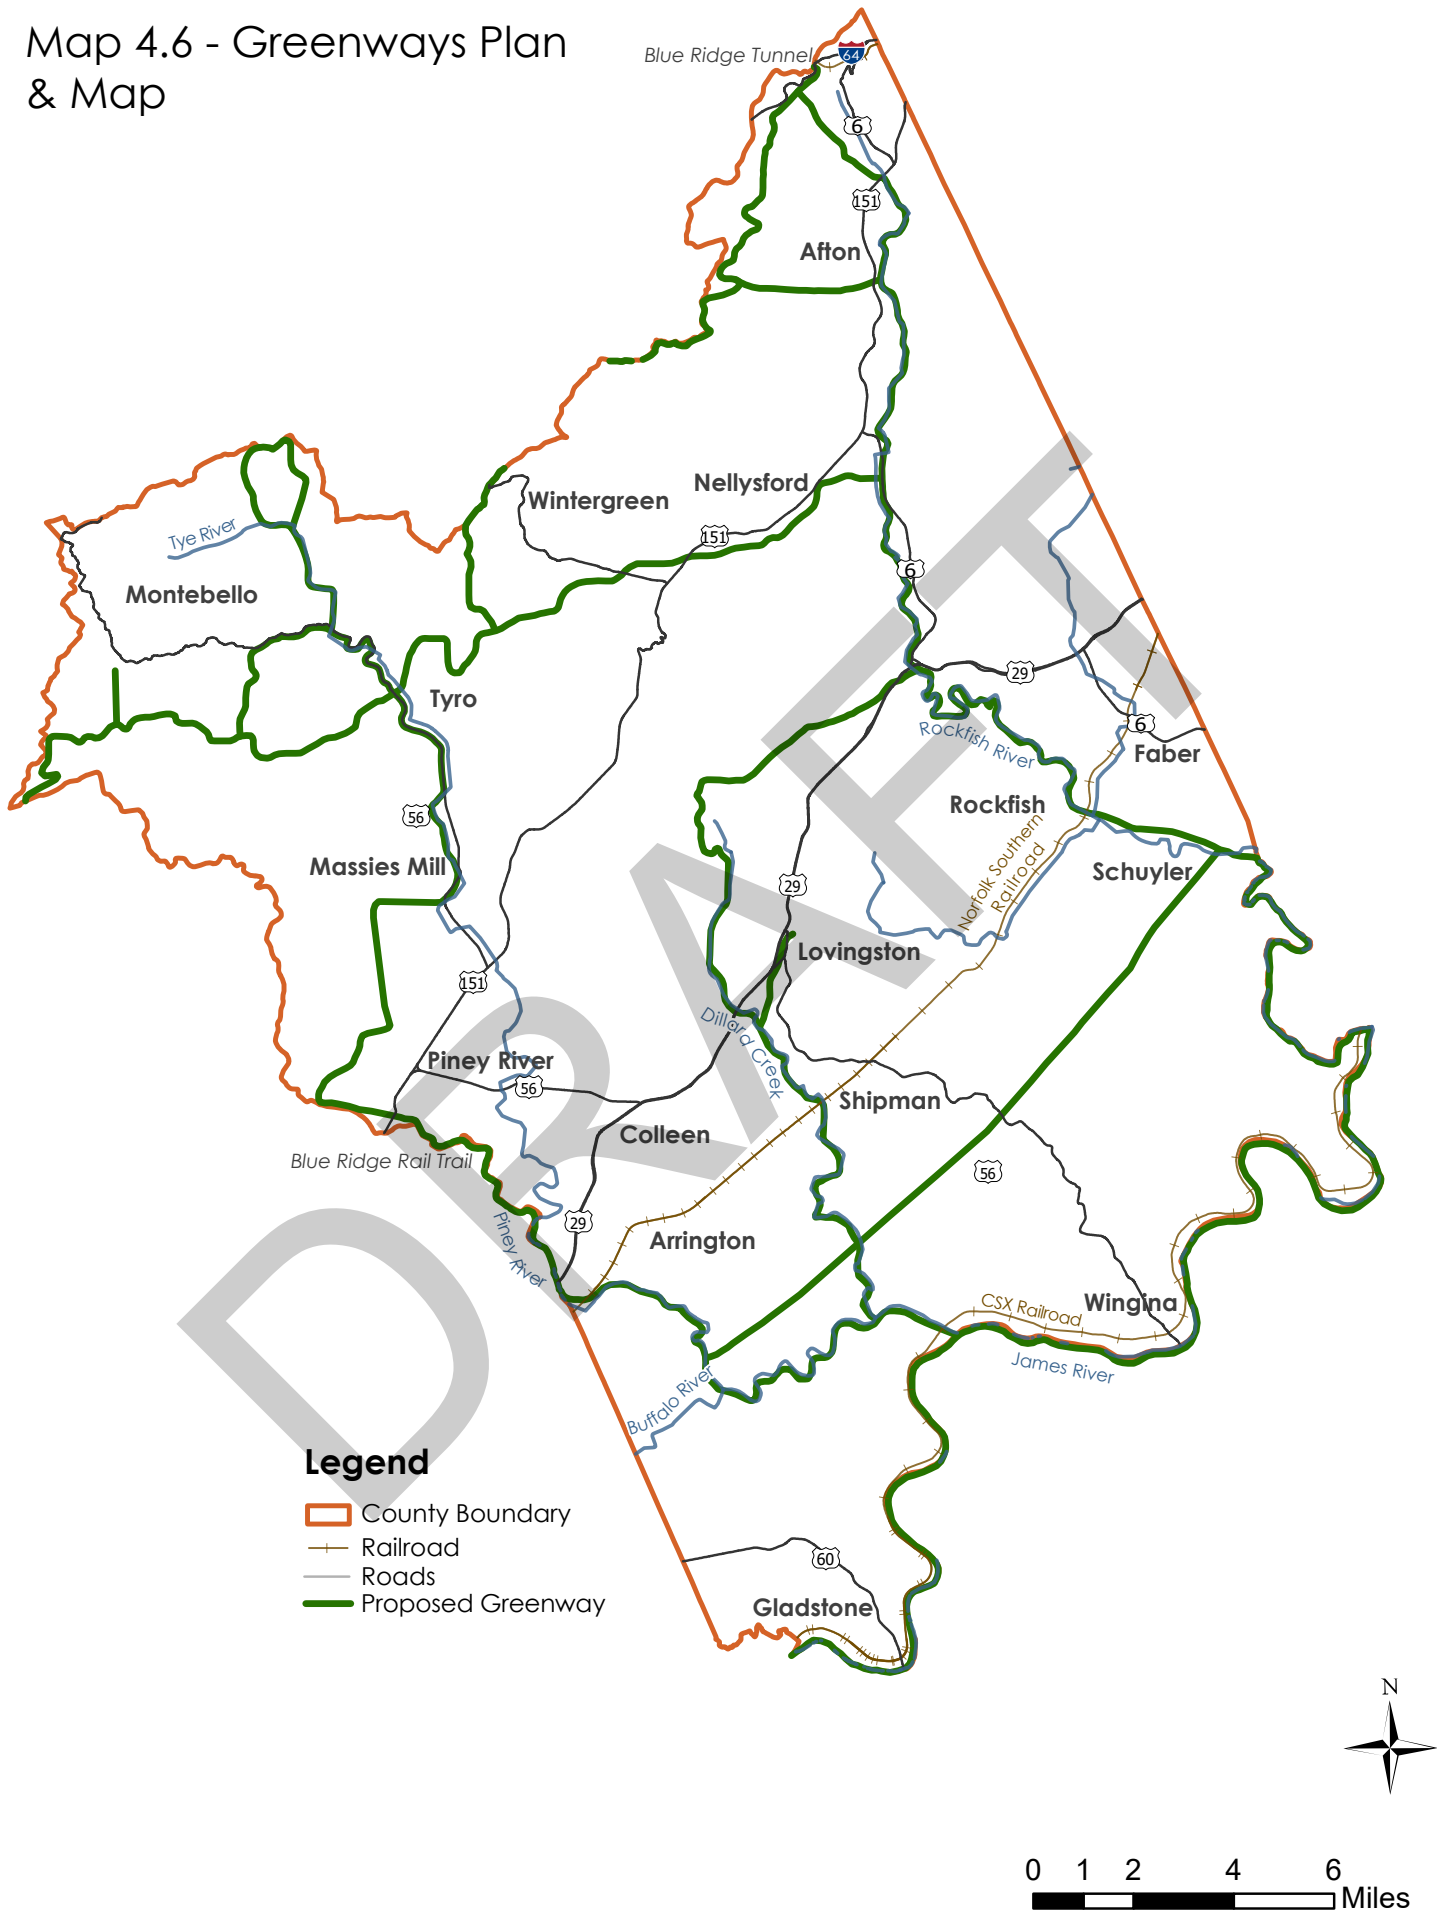 Map 4.6 - Greenways Plan
& Map
Blue Ridge Tunnel
64
6
151
Afton
Nellysford
Wintergreen
151
Tye River
Montebello
6
29
Tyro
Rockfish River
6
Faber
Rockfish
56
Norfolk Southern
Railroad
Massies Mill
Schuyler
29
Lovingston
151
Dillard Creek
Piney River
56
Shipman
Colleen
Blue Ridge Rail Trail
56
29
Piney River
Arrington
CSX Railroad
Wingina
James River
Buffalo River
DRAFT
Legend
County Boundary
Railroad
Roads
Proposed Greenway
60
Gladstone
N
0 1 2 4 6
Miles